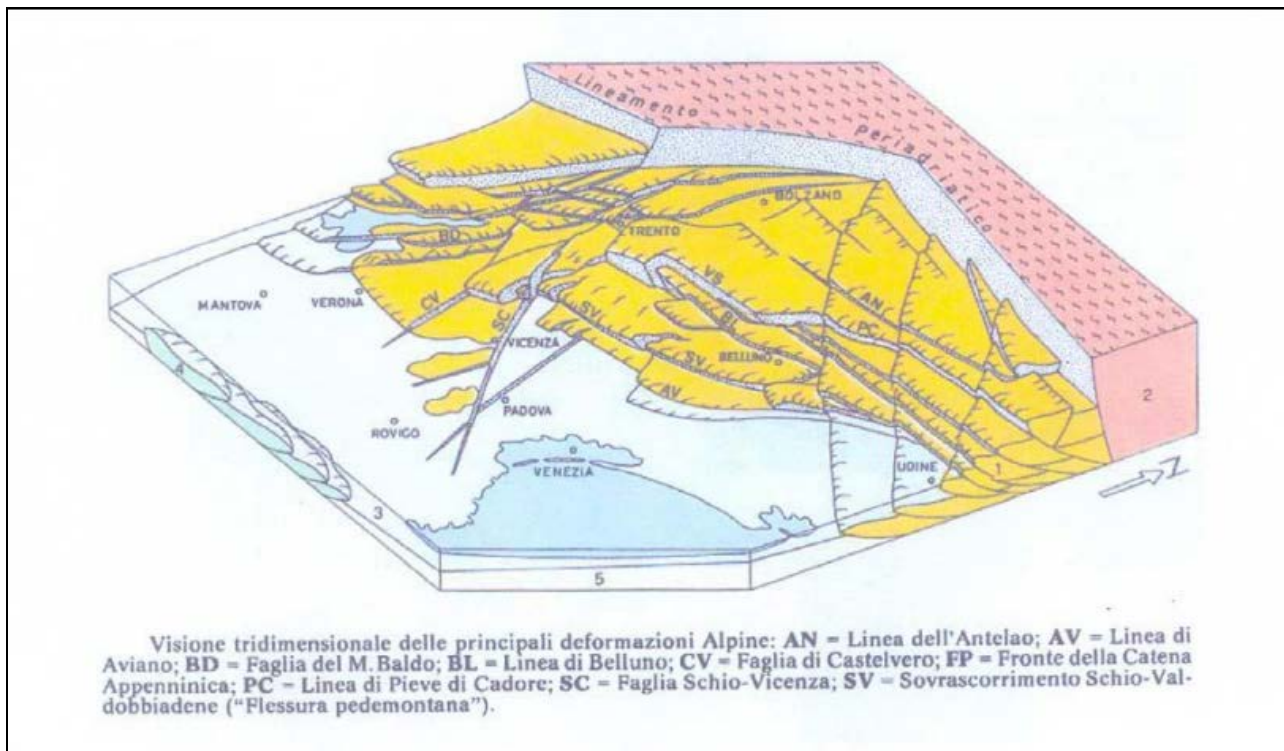 Lineamento periadriatico
BOLZANO
TRENTO
BD
VS
AN
MANTOVA
VERONA
CV
SC
SV
BL
PC
VICENZA
BELLUNO
SV
AV
A
PADOVA
ROVIGO
UDINE
1
2
VENEZIA
3
5
Visione tridimensionale delle principali deformazioni Alpine: AN = Linea dell'Antelao; AV = Linea di
Aviano; BD = Faglia del M. Baldo; BL = Linea di Belluno; CV = Faglia di Castelvero; FP = Fronte della Catena
Appenninica; PC = Linea di Pieve di Cadore; SC = Faglia Schio-Vicenza; SV = Sovrascorrimento Schio-Val-
dobbiadene ("Flessura pedemontana").